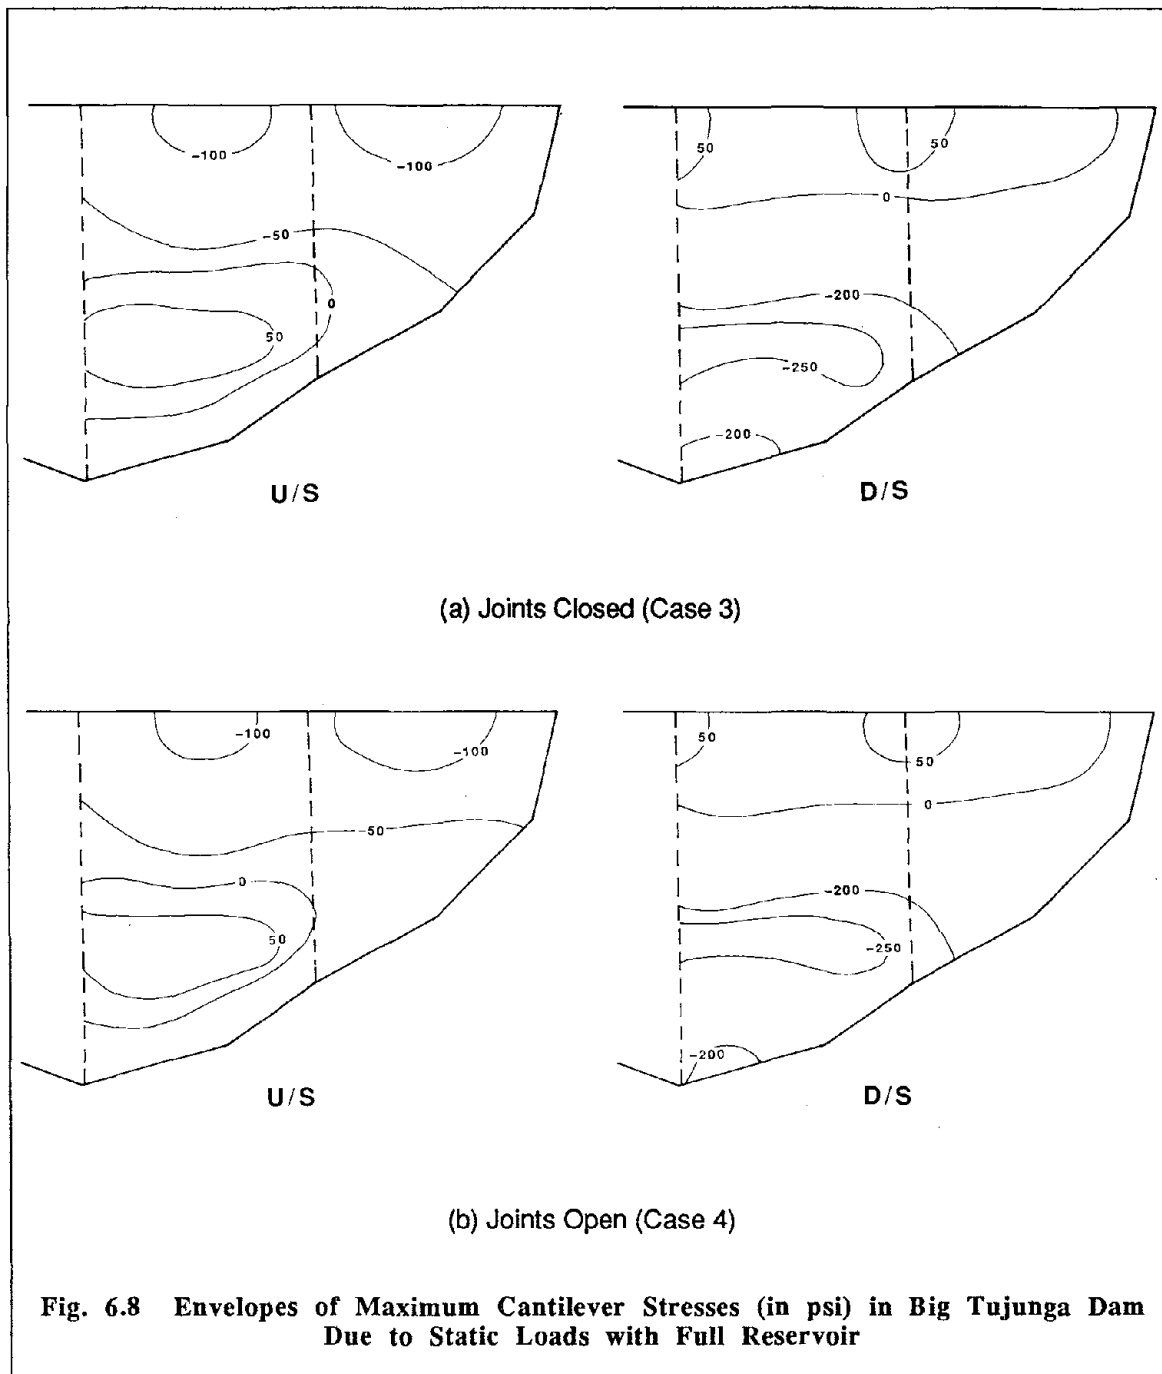 -100
-100
-50
0
50
U/S
50
50
0
-200
-250
-200
D/S
(a) Joints Closed (Case 3)
-100
-100
-50
0
50
U/S
50
50
0
-200
-250
-200
D/S
(b) Joints Open (Case 4)
Fig. 6.8 Envelopes of Maximum Cantilever Stresses (in psi) in Big Tujunga Dam
Due to Static Loads with Full Reservoir